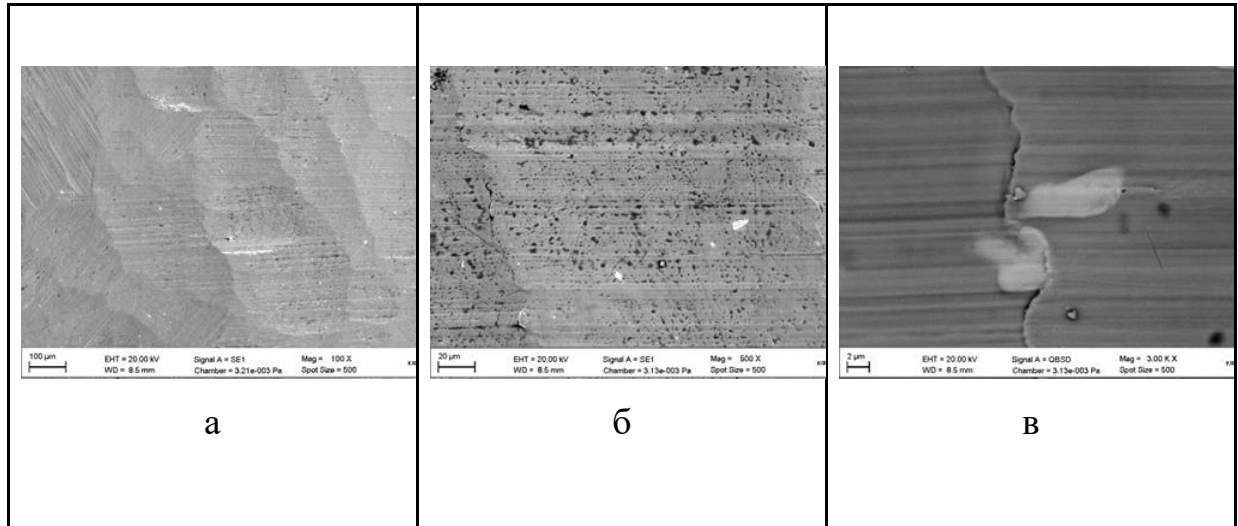 100 µm EHT = 20.00 kV Signal A = SE1 Mag = 100 X
WD = 8.5 mm Chamber = 3.21e-003 Pa Spot Size = 500
20 µm EHT = 20.00 kV Signal A = SE1 Mag = 500 X
WD = 8.5 mm Chamber = 3.13e-003 Pa Spot Size = 500
2 µm EHT = 20.00 kV Signal A = QBSD Mag = 3.00 K X
WD = 8.5 mm Chamber = 3.13e-003 Pa Spot Size = 500
а
б
в